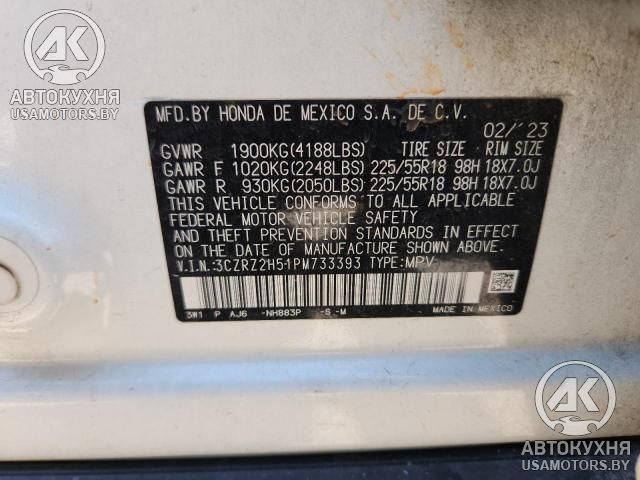 AK
АВТОКУХНЯ
USAMOTORS.BY
MFD.BY HONDA DE MEXICO S.A. DE C.V.
02/'23
GVWR 1900KG(4188LBS) TIRE SIZE RIM SIZE
GAWR F 1020KG(2248LBS) 225/55R18 98H 18X7.0J
GAWR R 930KG(2050LBS) 225/55R18 98H 18X7.0J
THIS VEHICLE CONFORMS TO ALL APPLICABLE
FEDERAL MOTOR VEHICLE SAFETY
AND THEFT PREVENTION STANDARDS IN EFFECT
ON THE DATE OF MANUFACTURE SHOWN ABOVE.
V.I.N.:3CZRZ2H51PM733393 TYPE:MPV
3W1 P AJ6 -NH883P -S -M MADE IN MEXICO
AK
АВТОКУХНЯ
USAMOTORS.BY